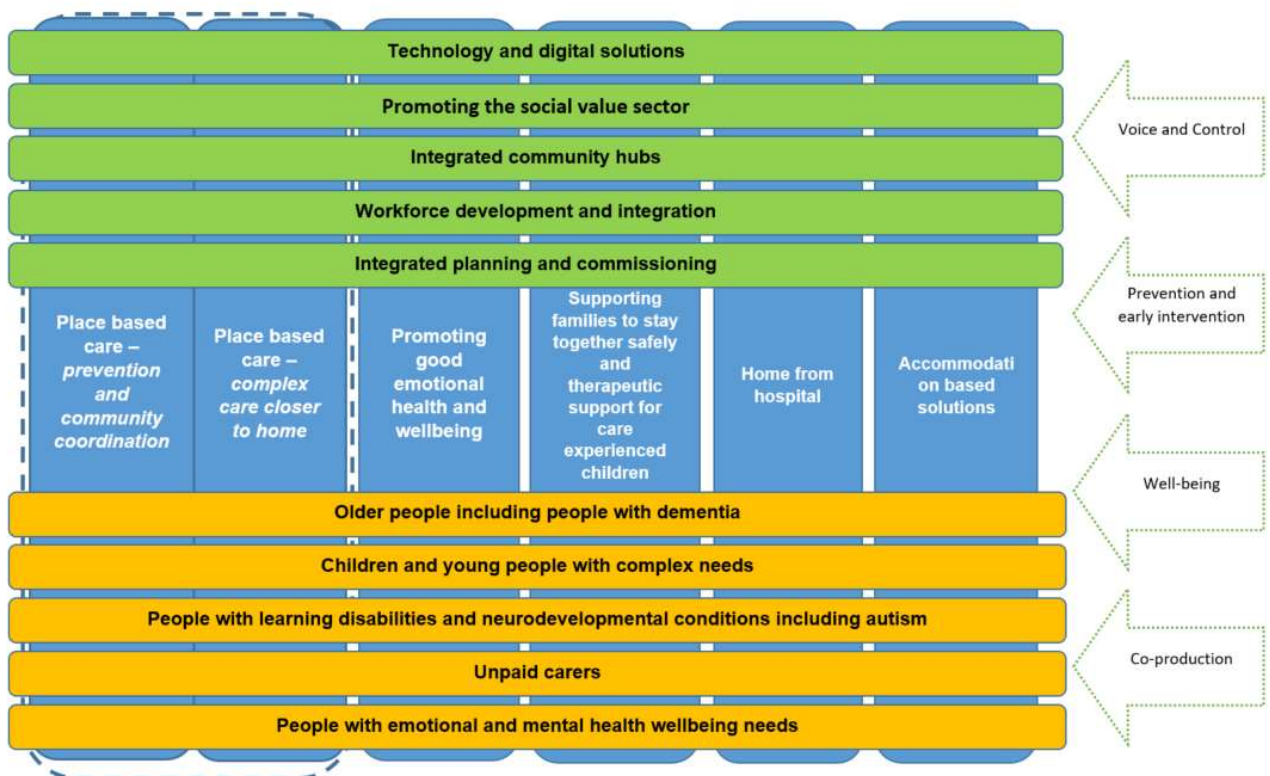 Technology and digital solutions
Promoting the social value sector
Integrated community hubs
Workforce development and integration
Integrated planning and commissioning
Place based
care –
prevention
and
community
coordination
Place based
care –
complex
care closer
to home
Promoting
good
emotional
health and
wellbeing
Supporting
families to stay
together safely
and
therapeutic
support for
care
experienced
children
Home from
hospital
Accommodati
on based
solutions
Older people including people with dementia
Children and young people with complex needs
People with learning disabilities and neurodevelopmental conditions including autism
Unpaid carers
People with emotional and mental health wellbeing needs
Voice and Control
Prevention and
early intervention
Well-being
Co-production